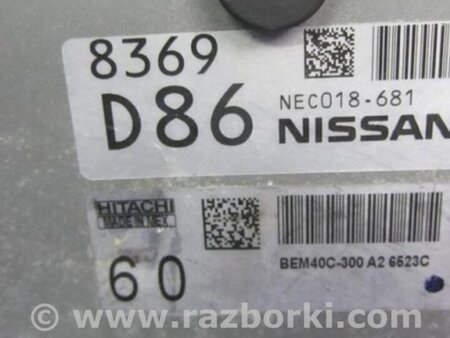 8369
D86 NEC018-681
NISSAN
HITACHI
MADE IN MEX
60
BEM40C-300 A2 6523C
© www.razborki.com